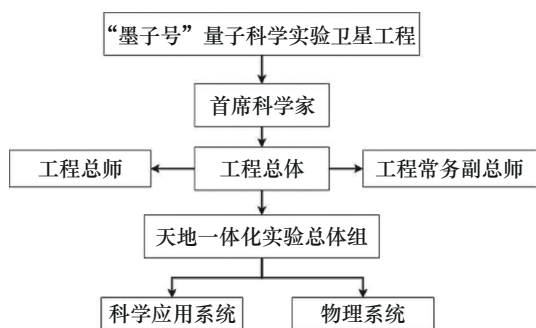 “墨子号”量子科学实验卫星工程
首席科学家
工程总师
工程总体
工程常务副总师
天地一体化实验总体组
科学应用系统
物理系统